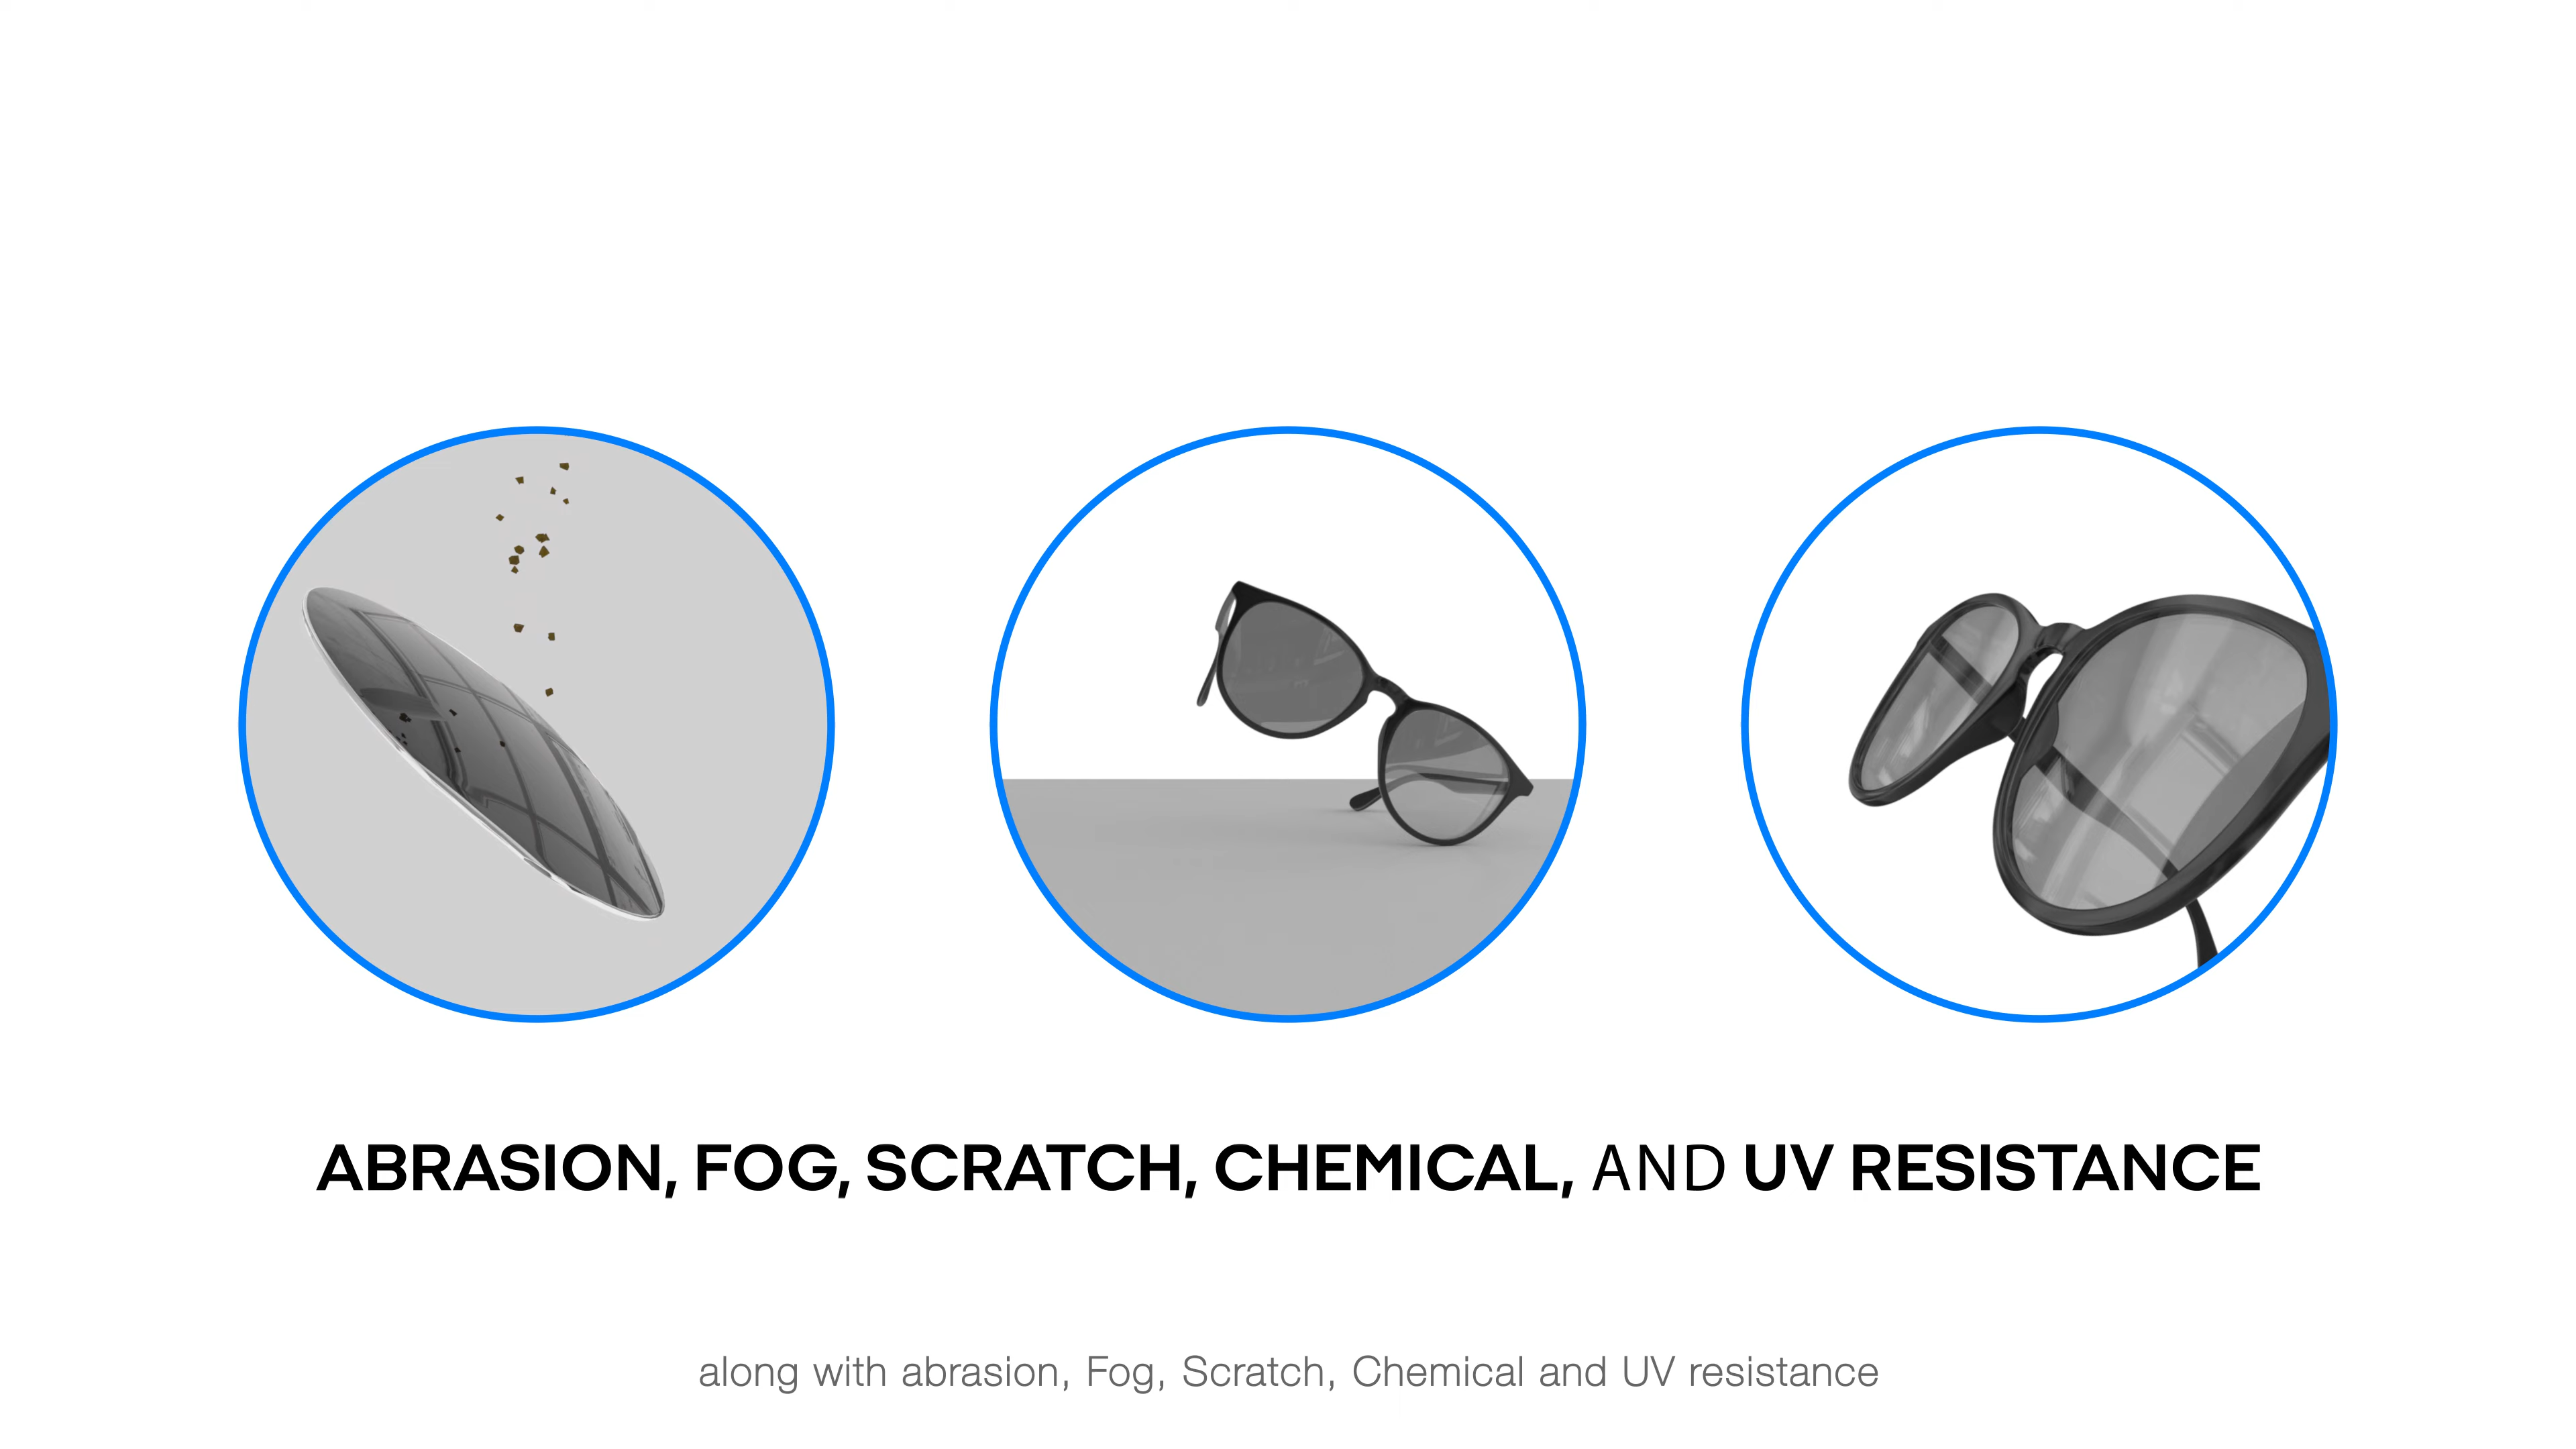 ABRASION, FOG, SCRATCH, CHEMICAL, AND UV RESISTANCE
along with abrasion, Fog, Scratch, Chemical and UV resistance